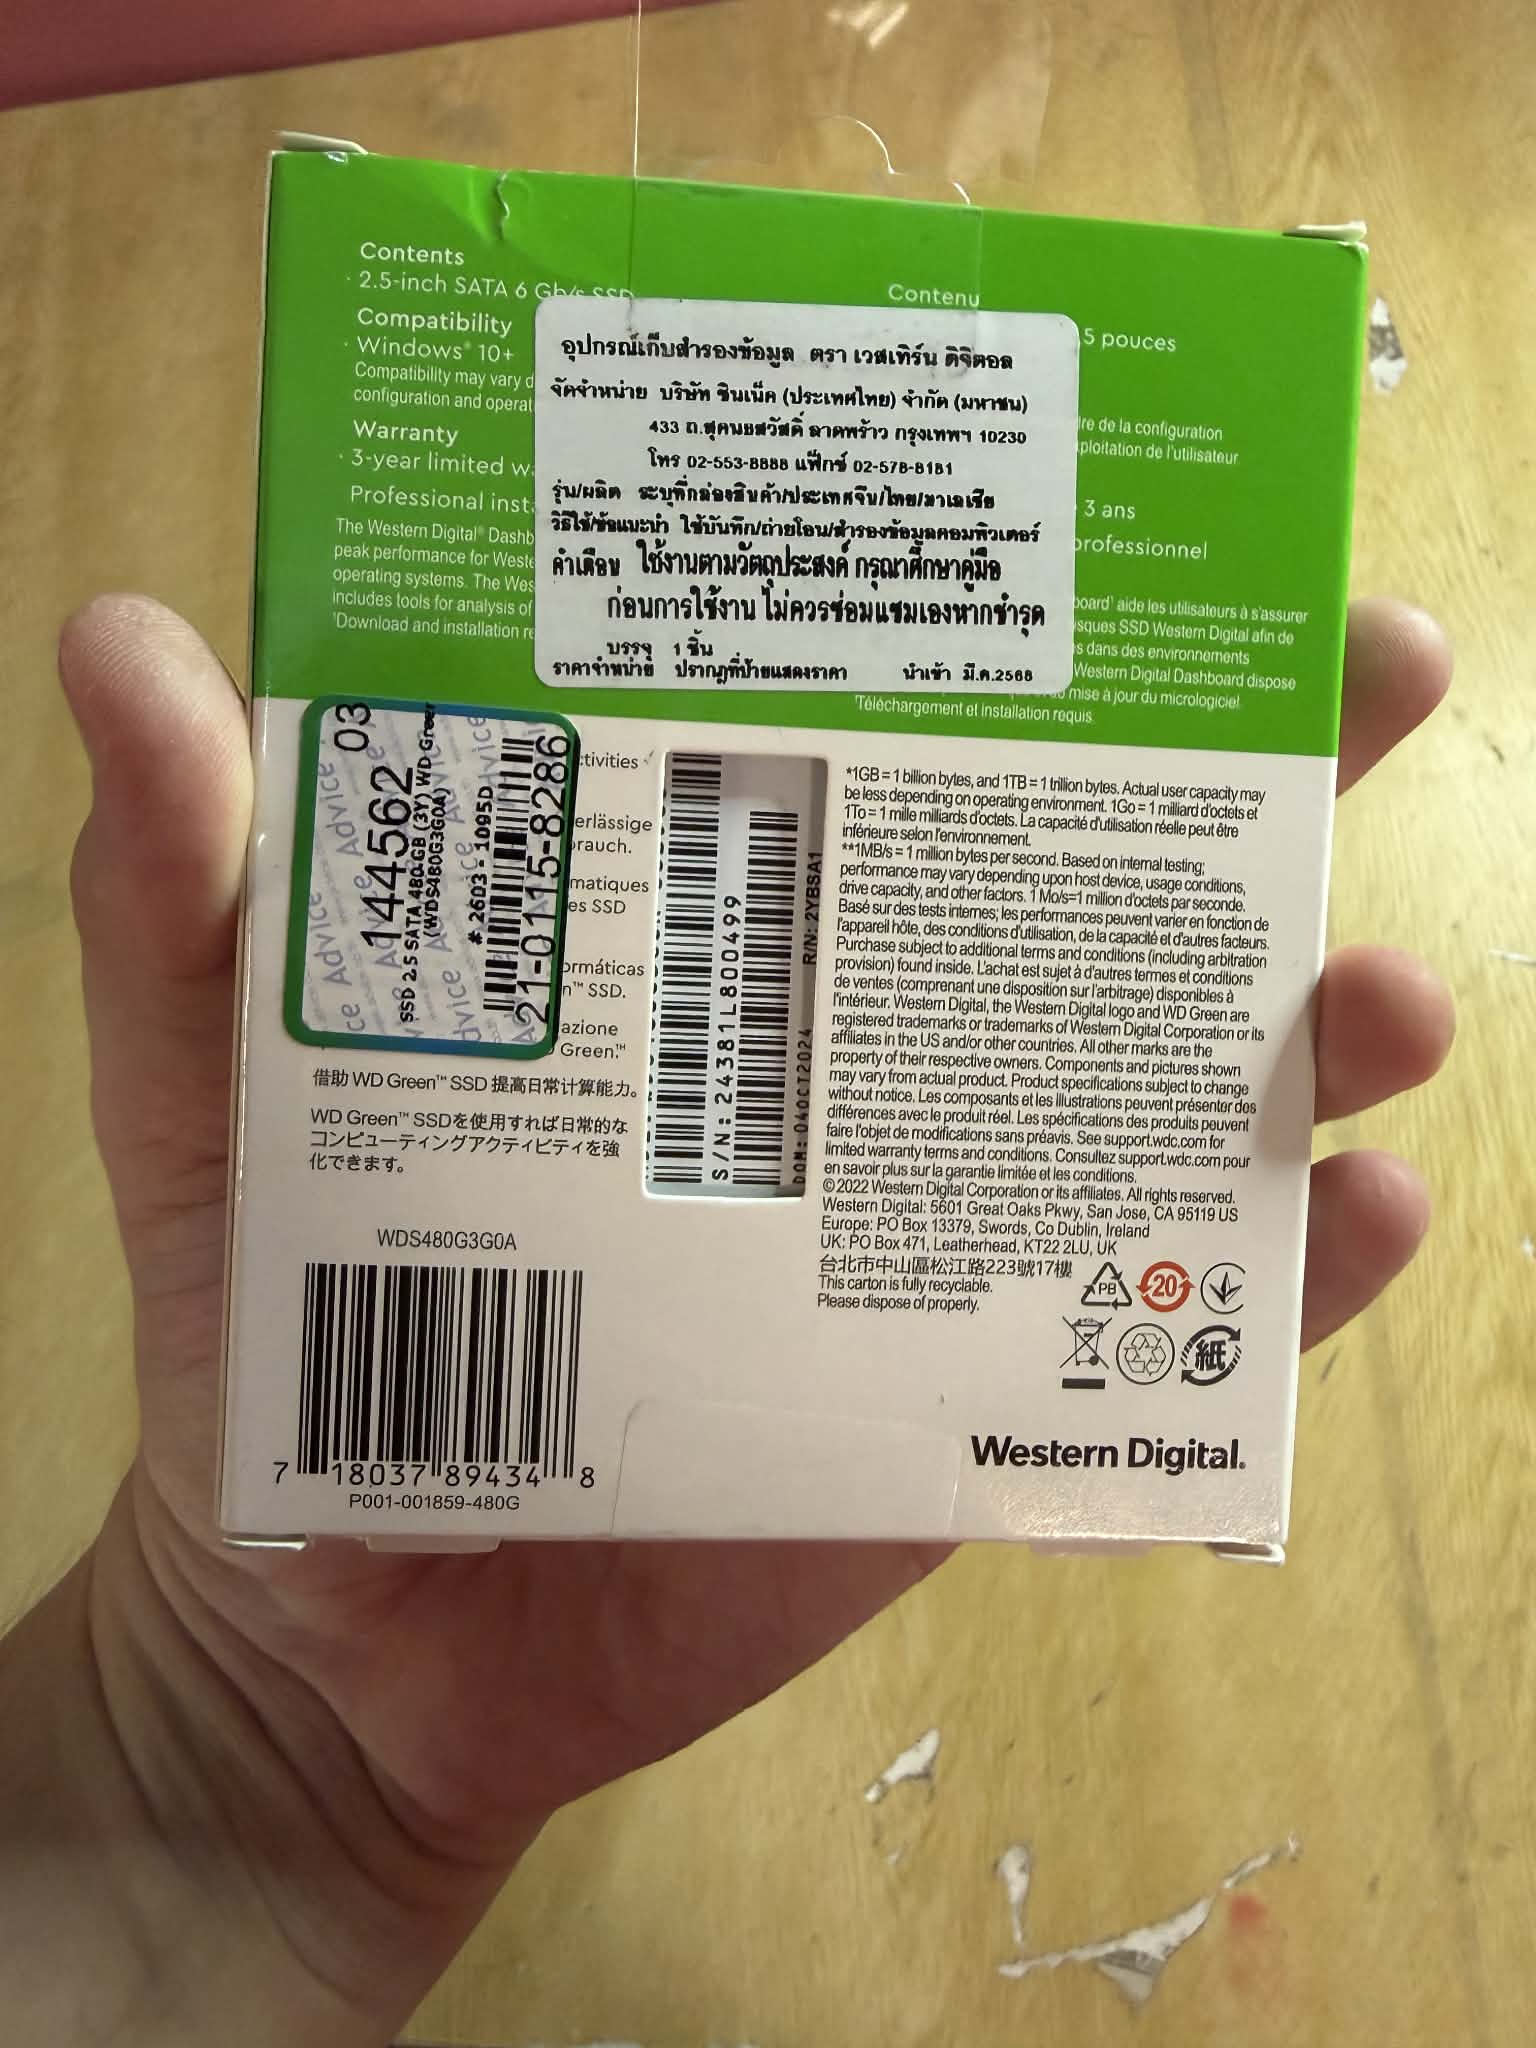 Contents
· 2.5-inch SATA 6 Gb/s SSD
Compatibility
· Windows® 10+
Compatibility may vary d
configuration and operat
Warranty
· 3-year limited w
Professional inst
The Western Digital® Dashb
peak performance for Weste
operating systems. The Wes
includes tools for analysis of
¹Download and installation re
Contenu
,5 pouces
re de la configuration
ploitation de l'utilisateur
3 ans
professionnel
board¹ aide les utilisateurs à s'assurer
sques SSD Western Digital afin de
s dans des environnements
Western Digital Dashboard dispose
mise à jour du micrologiciel.
¹Téléchargement et installation requis.
อุปกรณ์เก็บสำรองข้อมูล ตรา เวสเทิร์น ดิจิตอล
จัดจำหน่าย บริษัท ซินเน็ค (ประเทศไทย) จำกัด (มหาชน)
433 ถ.สุคนธสวัสดิ์ ลาดพร้าว กรุงเทพฯ 10230
โทร 02-553-8888 แฟ็กซ์ 02-578-8181
รุ่น/ผลิต ระบุที่กล่องสินค้า/ประเทศจีน/ไทย/มาเลเซีย
วิธีใช้/ข้อแนะนำ ใช้บันทึก/ถ่ายโอน/สำรองข้อมูลคอมพิวเตอร์
คำเตือน ใช้งานตามวัตถุประสงค์ กรุณาศึกษาคู่มือ
ก่อนการใช้งาน ไม่ควรซ่อมแซมเองหากชำรุด
บรรจุ 1 ชิ้น
ราคาจำหน่าย ปรากฏที่ป้ายแสดงราคา นำเข้า มี.ค.2568
03
144562
SSD 2.5 SATA 480.GB (3Y) WD Green
(WDS480G3G0A)
# 2603 - 1095D
21-0115-8286
Advice
ctivities
erlässige
brauch.
matiques
es SSD
ormáticas
n™ SSD.
azione
Green.™
借助 WD Green™ SSD 提高日常计算能力。
WD Green™ SSDを使用すれば日常的な
コンピューティングアクティビティを強
化できます。
S/N: 24381L800499
DOM: 04OCT2024
R/N: 2YBSA1
*1GB = 1 billion bytes, and 1TB = 1 trillion bytes. Actual user capacity may
be less depending on operating environment. 1Go = 1 milliard d'octets et
1To = 1 mille milliards d'octets. La capacité d'utilisation réelle peut être
inférieure selon l'environnement.
**1MB/s = 1 million bytes per second. Based on internal testing;
performance may vary depending upon host device, usage conditions,
drive capacity, and other factors. 1 Mo/s=1 million d'octets par seconde.
Basé sur des tests internes; les performances peuvent varier en fonction de
l'appareil hôte, des conditions d'utilisation, de la capacité et d'autres facteurs.
Purchase subject to additional terms and conditions (including arbitration
provision) found inside. L'achat est sujet à d'autres termes et conditions
de ventes (comprenant une disposition sur l'arbitrage) disponibles à
l'intérieur. Western Digital, the Western Digital logo and WD Green are
registered trademarks or trademarks of Western Digital Corporation or its
affiliates in the US and/or other countries. All other marks are the
property of their respective owners. Components and pictures shown
may vary from actual product. Product specifications subject to change
without notice. Les composants et les illustrations peuvent présenter des
différences avec le produit réel. Les spécifications des produits peuvent
faire l'objet de modifications sans préavis. See support.wdc.com for
limited warranty terms and conditions. Consultez support.wdc.com pour
en savoir plus sur la garantie limitée et les conditions.
© 2022 Western Digital Corporation or its affiliates. All rights reserved.
Western Digital: 5601 Great Oaks Pkwy, San Jose, CA 95119 US
Europe: PO Box 13379, Swords, Co Dublin, Ireland
UK: PO Box 471, Leatherhead, KT22 2LU, UK
台北市中山區松江路223號17樓
This carton is fully recyclable.
Please dispose of properly.
PB
20
紙
WDS480G3G0A
7 18037 89434 8
P001-001859-480G
Western Digital.